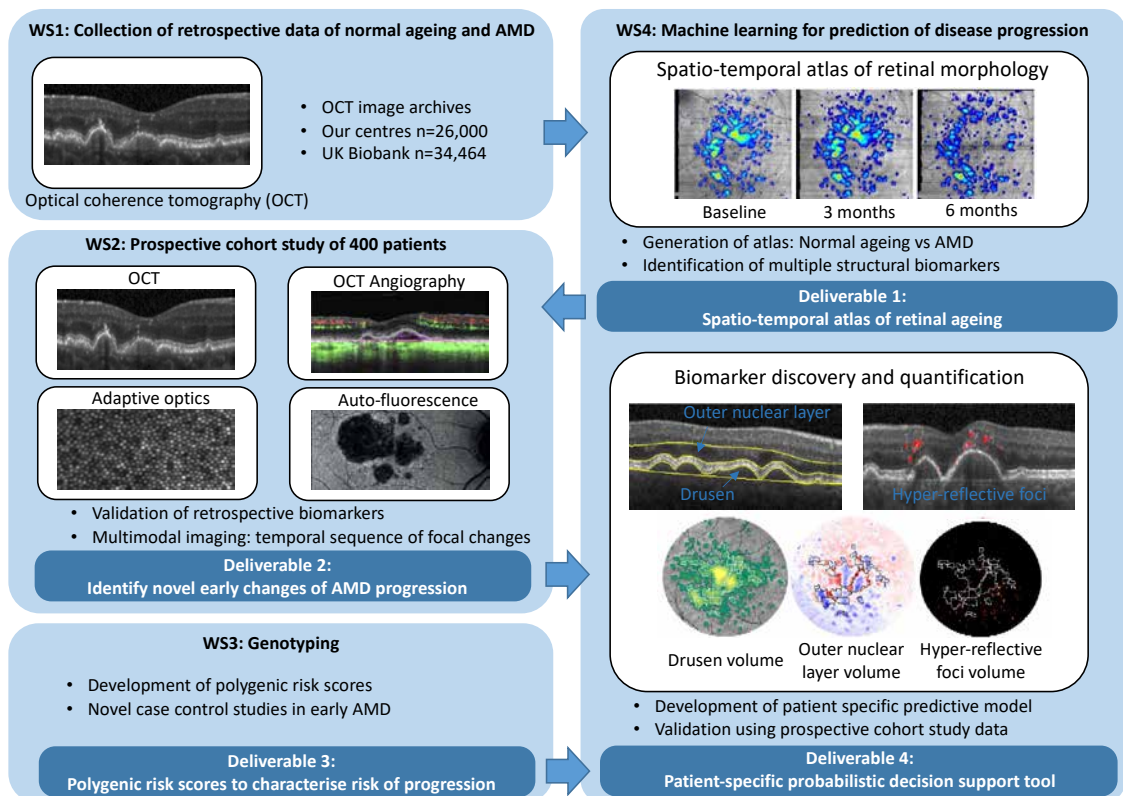 WS1: Collection of retrospective data of normal ageing and AMD
• OCT image archives
• Our centres n=26,000
• UK Biobank n=34,464
Optical coherence tomography (OCT)
WS2: Prospective cohort study of 400 patients
OCT
OCT Angiography
Adaptive optics
Auto-fluorescence
• Validation of retrospective biomarkers
• Multimodal imaging: temporal sequence of focal changes
Deliverable 2:
Identify novel early changes of AMD progression
WS3: Genotyping
• Development of polygenic risk scores
• Novel case control studies in early AMD
Deliverable 3:
Polygenic risk scores to characterise risk of progression
WS4: Machine learning for prediction of disease progression
Spatio-temporal atlas of retinal morphology
Baseline
3 months
6 months
• Generation of atlas: Normal ageing vs AMD
• Identification of multiple structural biomarkers
Deliverable 1:
Spatio-temporal atlas of retinal ageing
Biomarker discovery and quantification
Outer nuclear layer
Drusen
Hyper-reflective foci
Drusen volume
Outer nuclear
layer volume
Hyper-reflective
foci volume
• Development of patient specific predictive model
• Validation using prospective cohort study data
Deliverable 4:
Patient-specific probabilistic decision support tool